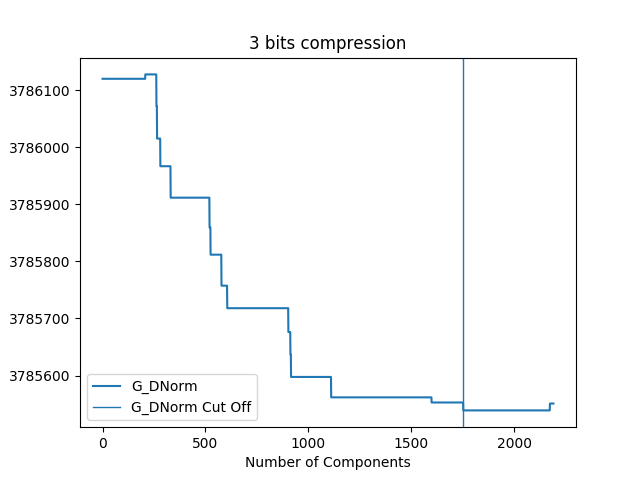 3 bits compression
3786100
3786000
3785900
3785800
3785700
3785600
G_DNorm
G_DNorm Cut Off
0 500 1000 1500 2000
Number of Components